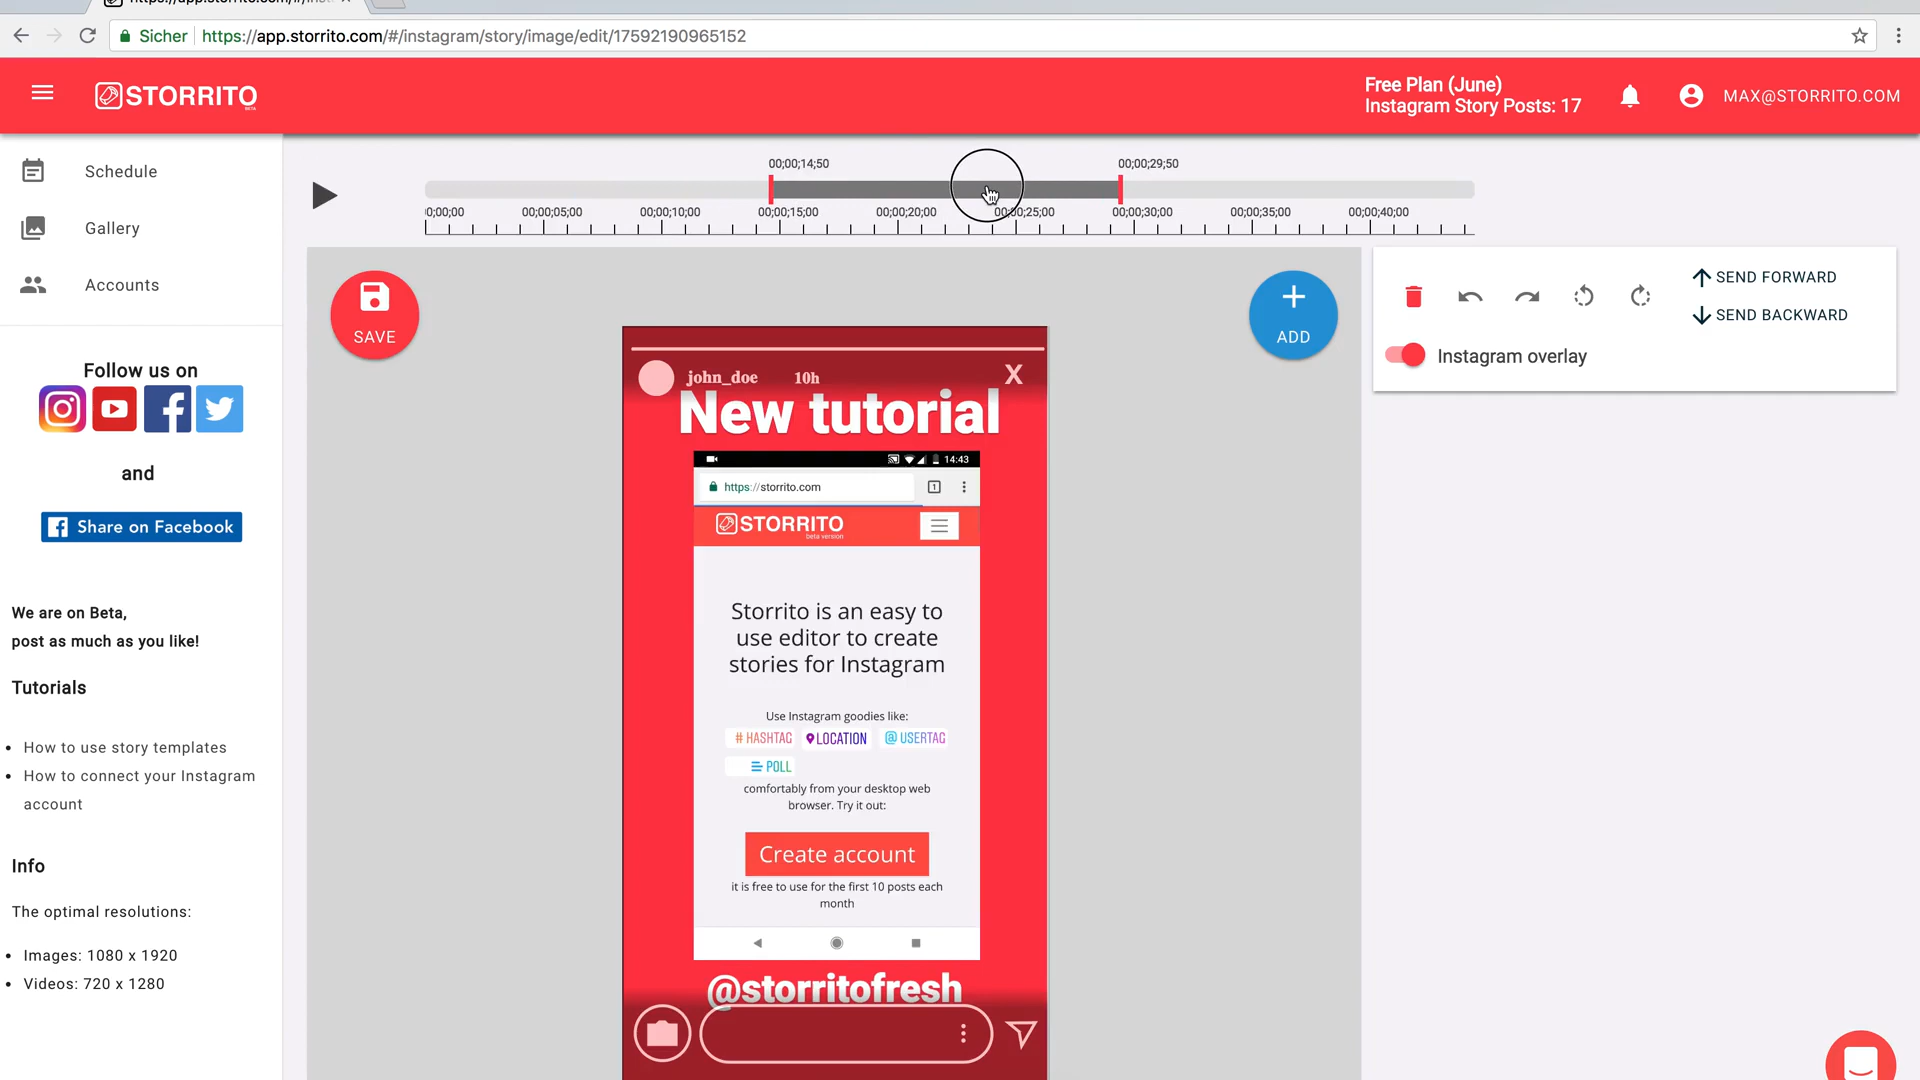 Sicher https://app.storrito.com/#/instagram/story/image/edit/17592190965152
STORRITO
BETA
Free Plan (June)
Instagram Story Posts: 17
MAX@STORRITO.COM
Schedule
Gallery
Accounts
Follow us on
and
Share on Facebook
We are on Beta,
post as much as you like!
Tutorials
How to use story templates
How to connect your Instagram
account
Info
The optimal resolutions:
Images: 1080 x 1920
Videos: 720 x 1280
00;00;14;50 00;00;29;50
0;00;00 00;00;05;00 00;00;10;00 00;00;15;00 00;00;20;00 00;00;25;00 00;00;30;00 00;00;35;00 00;00;40;00
SAVE
ADD
SEND FORWARD
SEND BACKWARD
Instagram overlay
john_doe 10h X
New tutorial
14:43
https://storrito.com 1
STORRITO
beta version
Storrito is an easy to
use editor to create
stories for Instagram
Use Instagram goodies like:
# HASHTAG LOCATION @ USERTAG
POLL
comfortably from your desktop web
browser. Try it out:
Create account
it is free to use for the first 10 posts each
month
@storritofresh